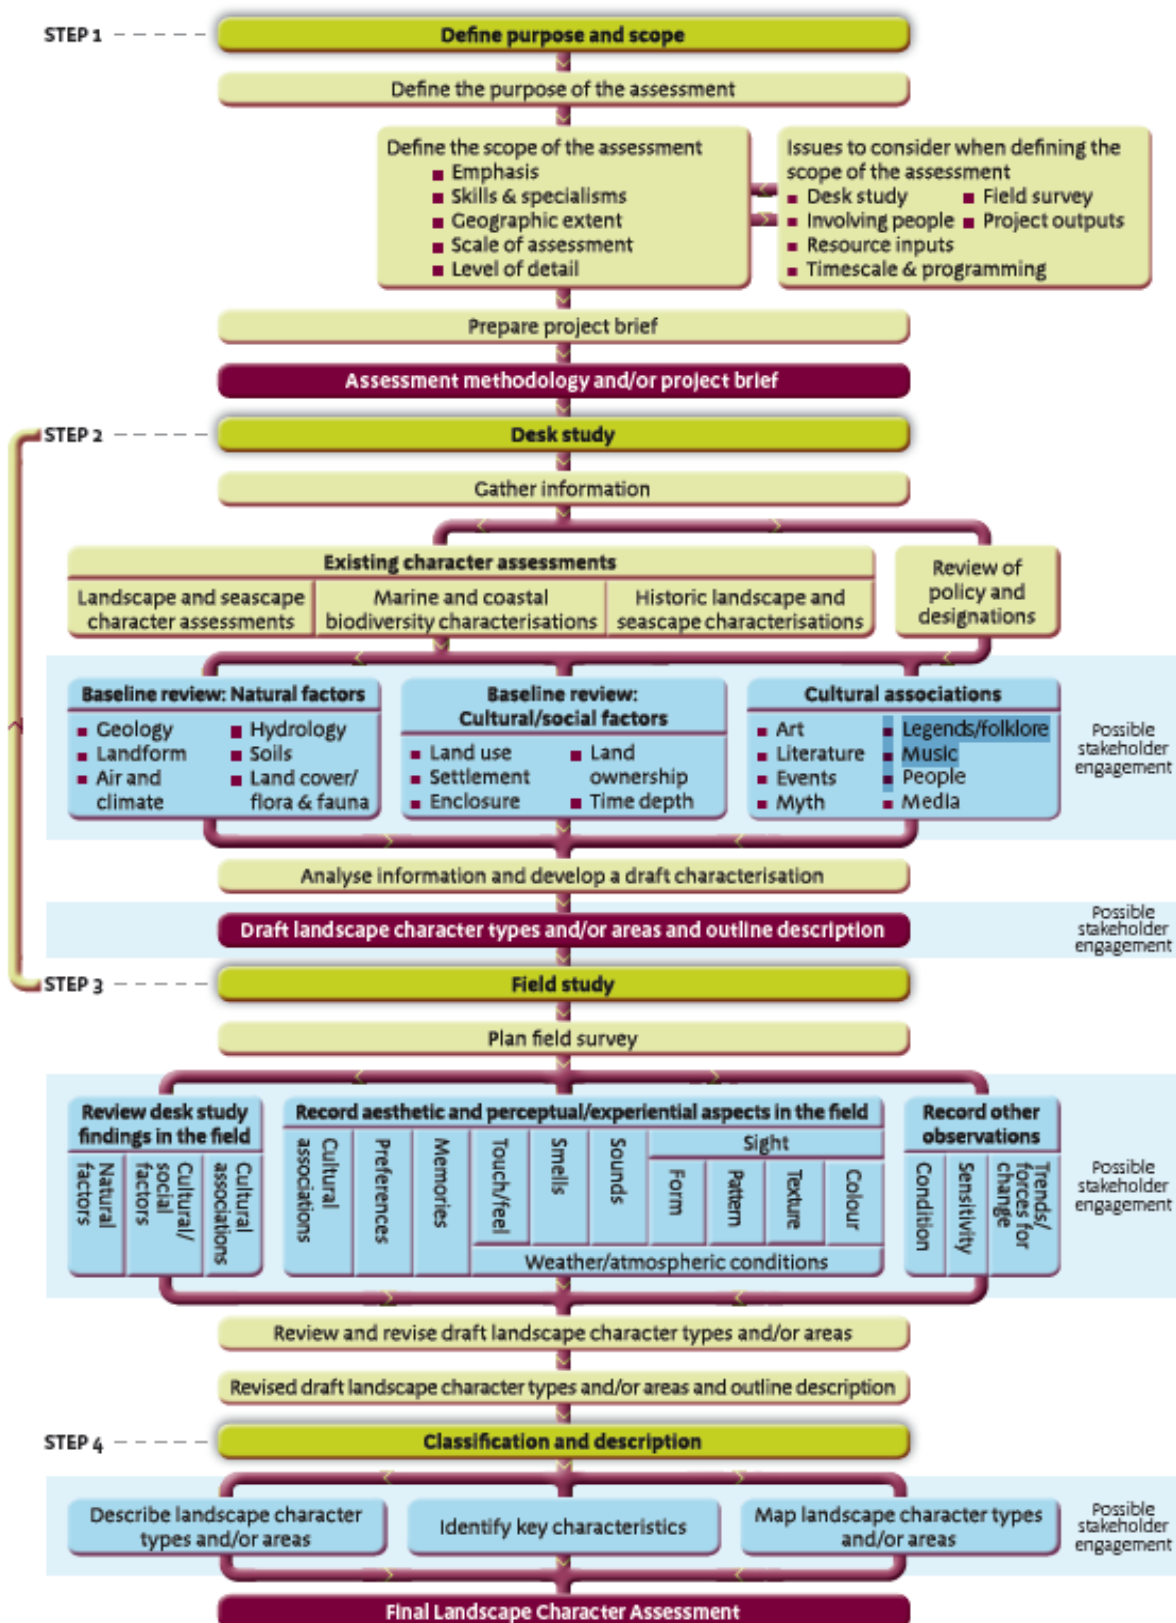 STEP 1
Define purpose and scope
Define the purpose of the assessment
Define the scope of the assessment
Emphasis
Skills & specialisms
Geographic extent
Scale of assessment
Level of detail
Issues to consider when defining the
scope of the assessment
Desk study
Field survey
Involving people
Project outputs
Resource inputs
Timescale & programming
Prepare project brief
Assessment methodology and/or project brief
STEP 2
Desk study
Gather information
Existing character assessments
Landscape and seascape
character assessments
Marine and coastal
biodiversity characterisations
Historic landscape and
seascape characterisations
Review of
policy and
designations
Baseline review: Natural factors
Geology
Landform
Air and
climate
Hydrology
Soils
Land cover/
flora & fauna
Baseline review:
Cultural/social factors
Land use
Settlement
Enclosure
Land
ownership
Time depth
Cultural associations
Art
Literature
Events
Myth
Legends/folklore
Music
People
Media
Possible
stakeholder
engagement
Analyse information and develop a draft characterisation
Draft landscape character types and/or areas and outline description
Possible
stakeholder
engagement
STEP 3
Field study
Plan field survey
Review desk study
findings in the field
Natural
factors
Cultural/
social
factors
Cultural
associations
Record aesthetic and perceptual/experiential aspects in the field
Cultural
associations
Preferences
Memories
Touch/feel
Smells
Sounds
Sight
Form
Pattern
Texture
Colour
Weather/atmospheric conditions
Record other
observations
Condition
Sensitivity
Trends/
forces for
change
Possible
stakeholder
engagement
Review and revise draft landscape character types and/or areas
Revised draft landscape character types and/or areas and outline description
STEP 4
Classification and description
Describe landscape character
types and/or areas
Identify key characteristics
Map landscape character types
and/or areas
Possible
stakeholder
engagement
Final Landscape Character Assessment